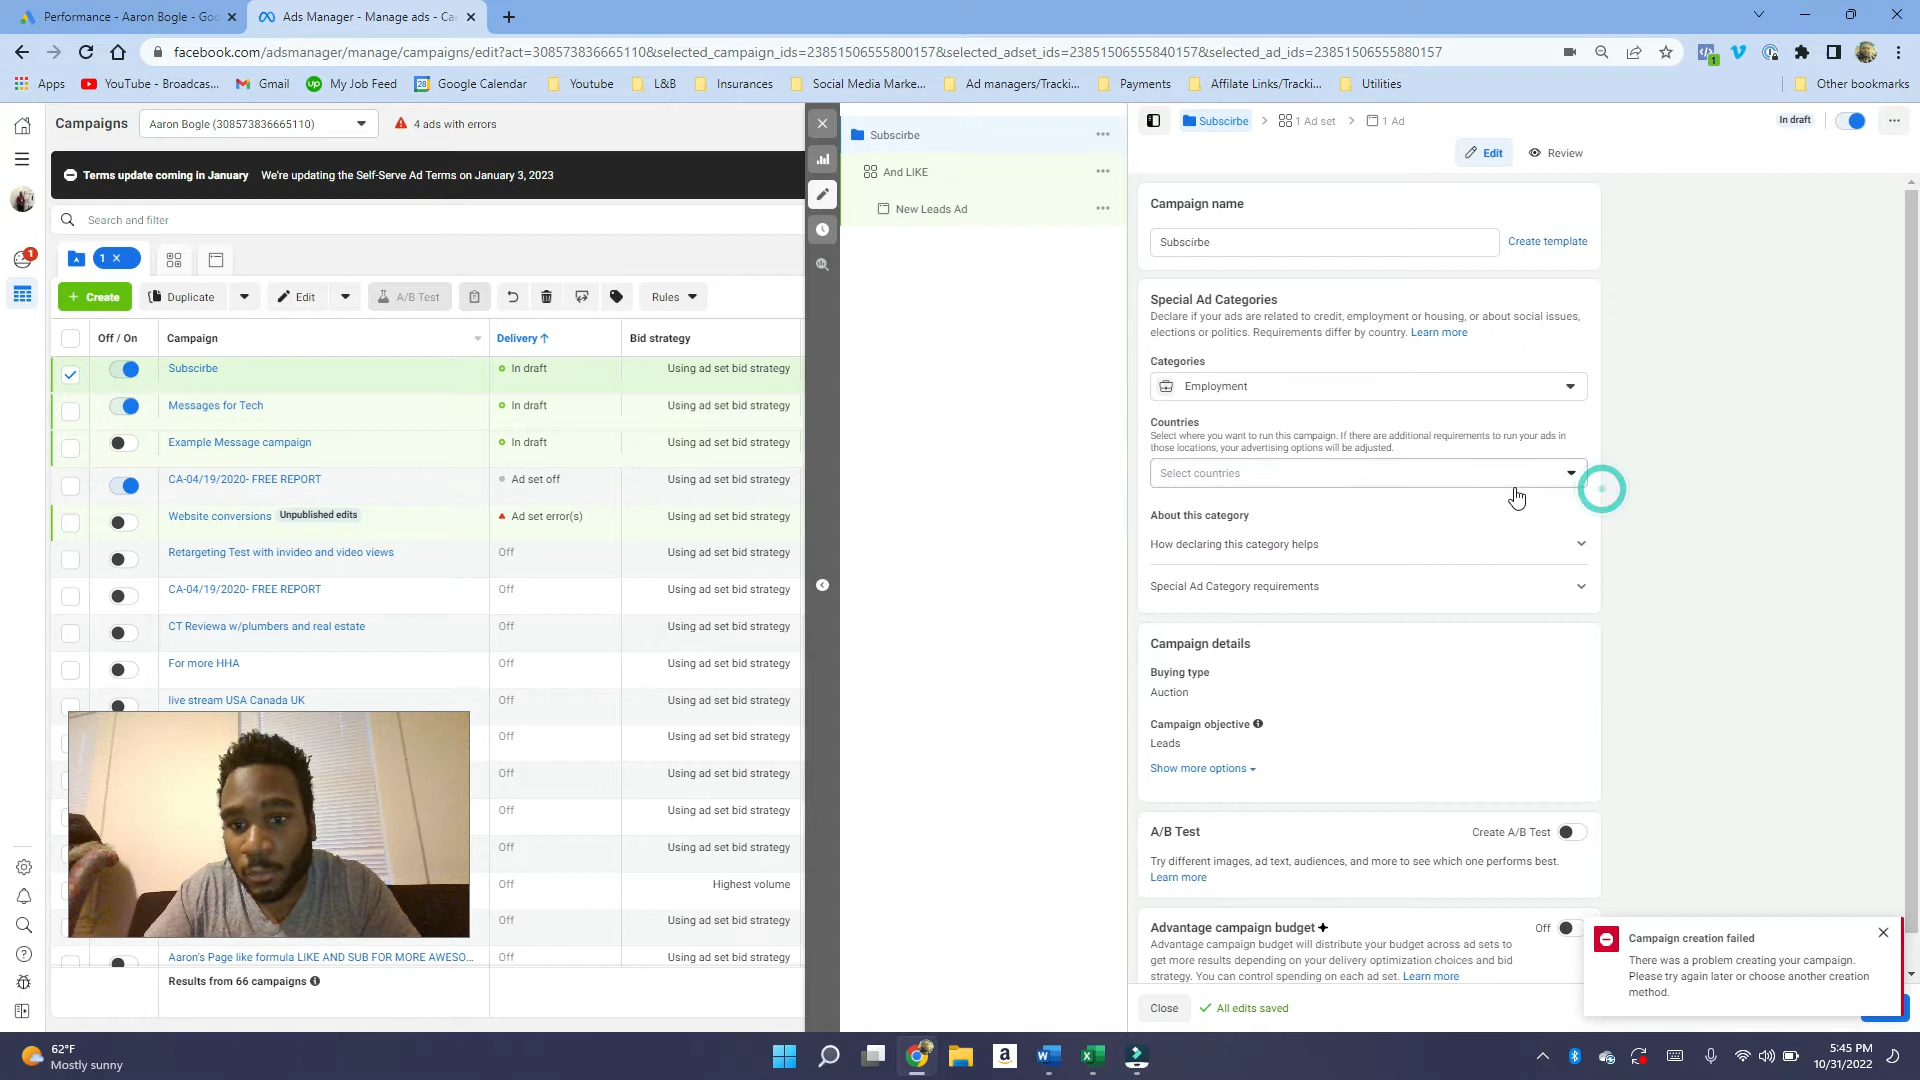 Performance - Aaron Bogle - Goo
Ads Manager - Manage ads - Ca
facebook.com/adsmanager/manage/campaigns/edit?act=308573836665110&selected_campaign_ids=23851506555800157&selected_adset_ids=23851506555840157&selected_ad_ids=23851506555880157
Apps
YouTube - Broadcas...
Gmail
My Job Feed
Google Calendar
Youtube
L&B
Insurances
Social Media Marke...
Ad managers/Tracki...
Payments
Affilate Links/Tracki...
Utilities
Other bookmarks
Campaigns
Aaron Bogle (308573836665110)
4 ads with errors
Terms update coming in January We're updating the Self-Serve Ad Terms on January 3, 2023
Search and filter
1
Create
Duplicate
Edit
A/B Test
Rules
Off / On
Campaign
Delivery
Bid strategy
Subscirbe
In draft
Using ad set bid strategy
Messages for Tech
In draft
Using ad set bid strategy
Example Message campaign
In draft
Using ad set bid strategy
CA-04/19/2020- FREE REPORT
Ad set off
Using ad set bid strategy
Website conversions
Unpublished edits
Ad set error(s)
Using ad set bid strategy
Retargeting Test with invideo and video views
Off
Using ad set bid strategy
CA-04/19/2020- FREE REPORT
Off
Using ad set bid strategy
CT Reviewa w/plumbers and real estate
Off
Using ad set bid strategy
For more HHA
Off
Using ad set bid strategy
live stream USA Canada UK
Off
Using ad set bid strategy
Off
Using ad set bid strategy
Off
Using ad set bid strategy
Off
Using ad set bid strategy
Off
Using ad set bid strategy
Off
Highest volume
Off
Using ad set bid strategy
Aaron's Page like formula LIKE AND SUB FOR MORE AWESO...
Off
Using ad set bid strategy
Results from 66 campaigns
Subscirbe
And LIKE
New Leads Ad
Subscirbe
1 Ad set
1 Ad
In draft
Edit
Review
Campaign name
Subscirbe
Create template
Special Ad Categories
Declare if your ads are related to credit, employment or housing, or about social issues,
elections or politics. Requirements differ by country. Learn more
Categories
Employment
Countries
Select where you want to run this campaign. If there are additional requirements to run your ads in
those locations, your advertising options will be adjusted.
Select countries
About this category
How declaring this category helps
Special Ad Category requirements
Campaign details
Buying type
Auction
Campaign objective
Leads
Show more options
A/B Test
Create A/B Test
Try different images, ad text, audiences, and more to see which one performs best.
Learn more
Advantage campaign budget
Off
Advantage campaign budget will distribute your budget across ad sets to
get more results depending on your delivery optimization choices and bid
strategy. You can control spending on each ad set. Learn more
Close
All edits saved
Campaign creation failed
There was a problem creating your campaign.
Please try again later or choose another creation
method.
62°F
Mostly sunny
5:45 PM
10/31/2022